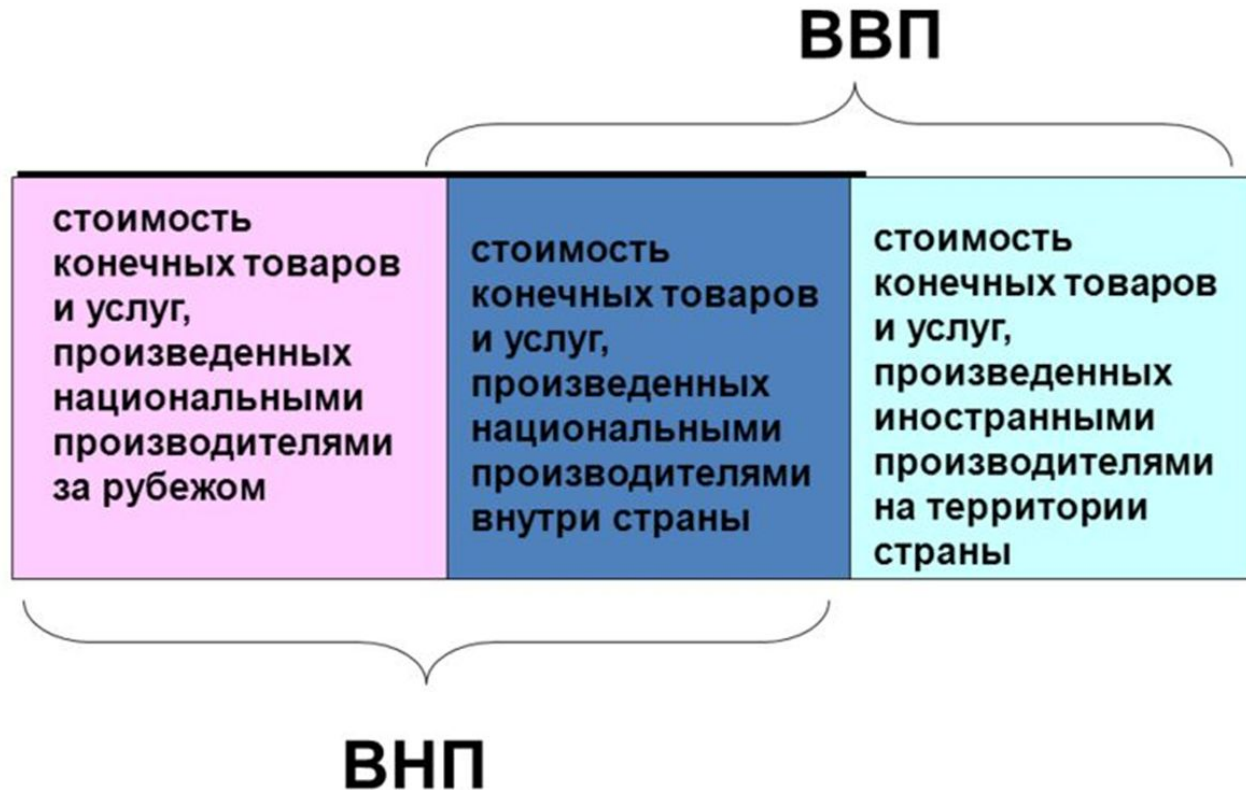 ВВП
стоимость
конечных товаров
и услуг,
произведенных
национальными
производителями
за рубежом
стоимость
конечных товаров
и услуг,
произведенных
национальными
производителями
внутри страны
стоимость
конечных товаров
и услуг,
произведенных
иностранными
производителями
на территории
страны
ВНП